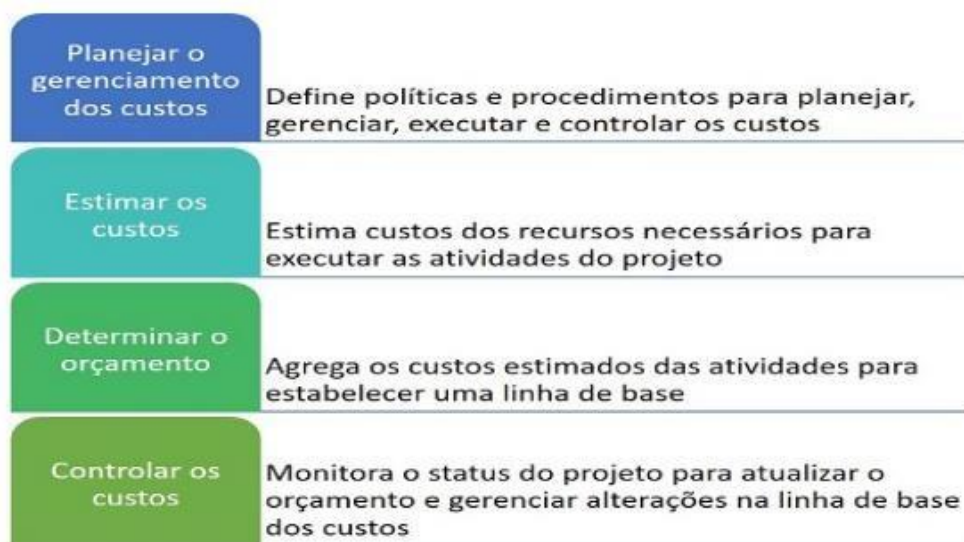 Planejar o
gerenciamento
dos custos
Define políticas e procedimentos para planejar,
gerenciar, executar e controlar os custos
Estimar os
custos
Estima custos dos recursos necessários para
executar as atividades do projeto
Determinar o
orçamento
Agrega os custos estimados das atividades para
estabelecer uma linha de base
Controlar os
custos
Monitora o status do projeto para atualizar o
orçamento e gerenciar alterações na linha de base
dos custos